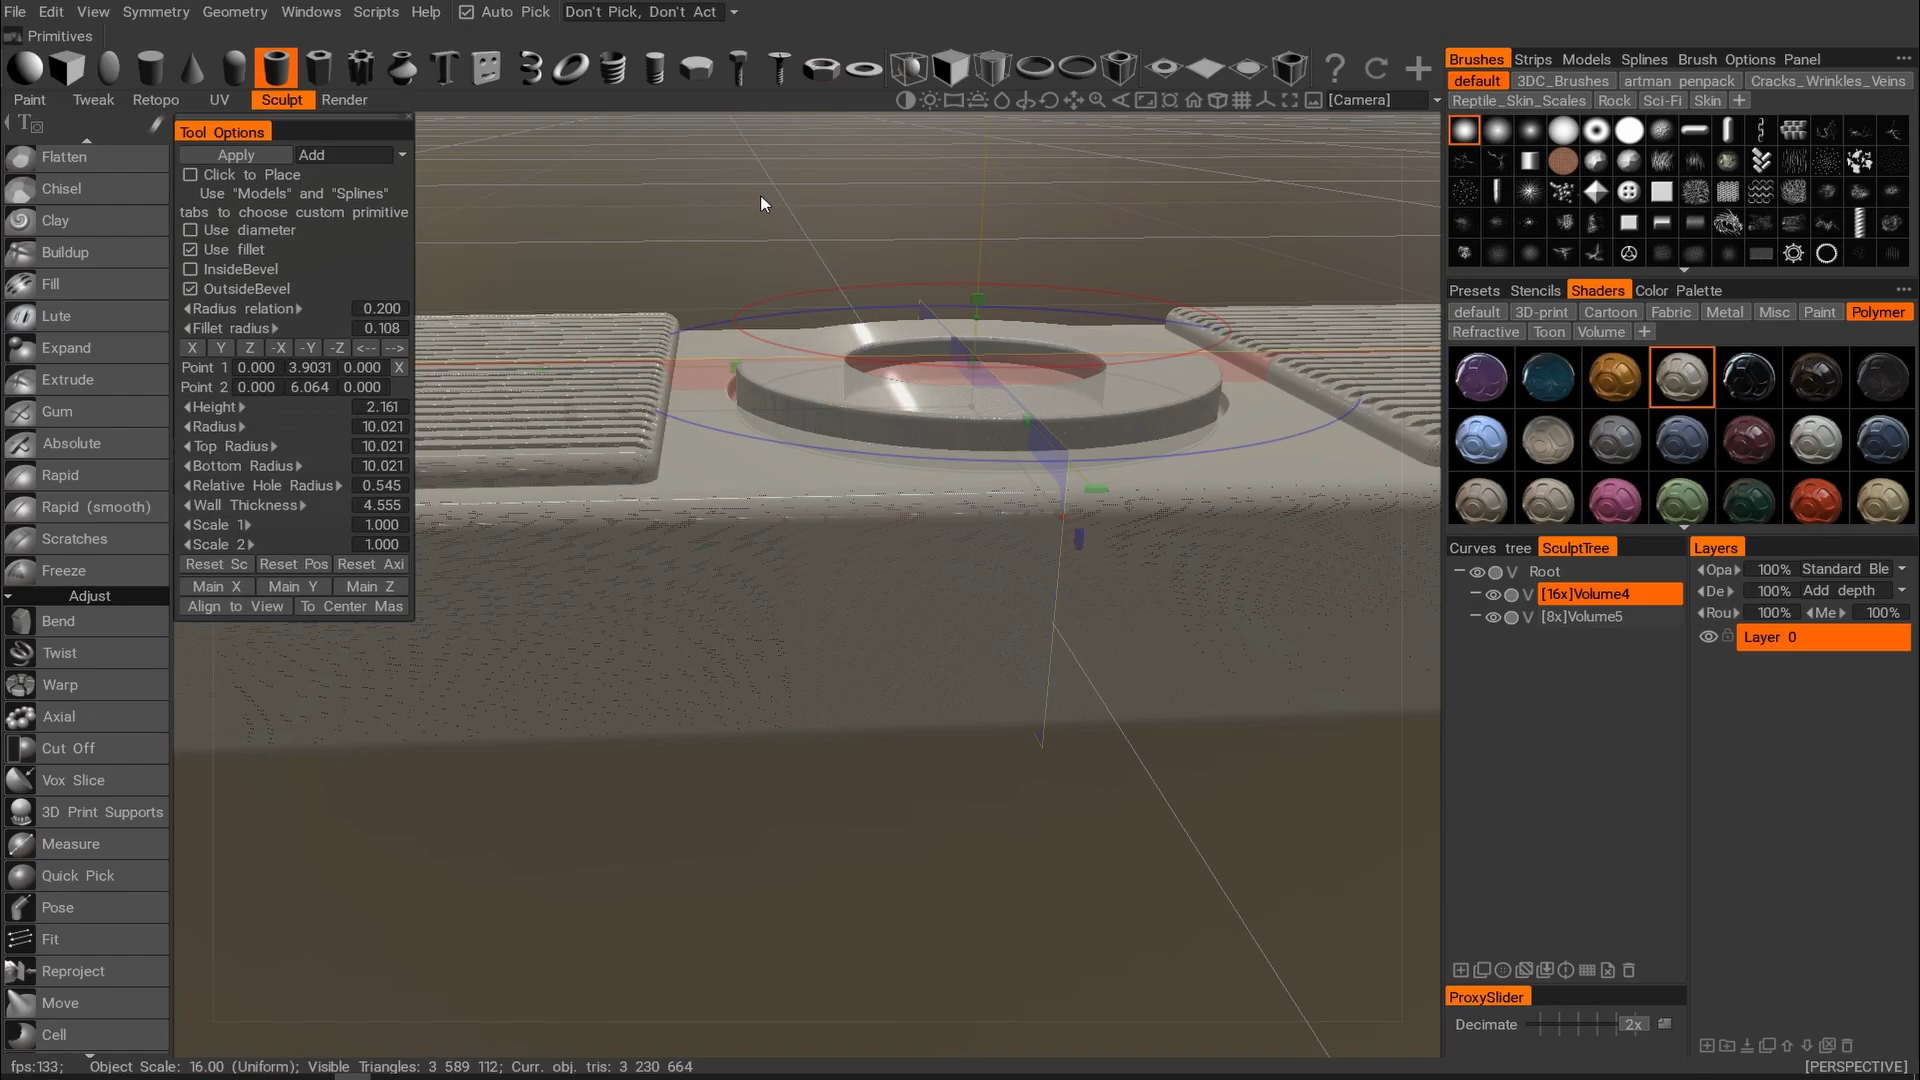 File Edit View Symmetry Geometry Windows Scripts Help Auto Pick Don't Pick, Don't Act
Primitives
Paint Tweak Retopo UV Sculpt Render [Camera]
Flatten
Chisel
Clay
Buildup
Fill
Lute
Expand
Extrude
Gum
Absolute
Rapid
Rapid (smooth)
Scratches
Freeze
Adjust
Bend
Twist
Warp
Axial
Cut Off
Vox Slice
3D Print Supports
Measure
Quick Pick
Pose
Fit
Reproject
Move
Cell
Tool Options
Apply Add
Click to Place
Use "Models" and "Splines"
tabs to choose custom primitive
Use diameter
Use fillet
InsideBevel
OutsideBevel
Radius relation 0.200
Fillet radius 0.108
X Y Z -X -Y -Z <-- -->
Point 1 0.000 3.9031 0.000 X
Point 2 0.000 6.064 0.000
Height 2.161
Radius 10.021
Top Radius 10.021
Bottom Radius 10.021
Relative Hole Radius 0.545
Wall Thickness 4.555
Scale 1 1.000
Scale 2 1.000
Reset Sc Reset Pos Reset Axi
Main X Main Y Main Z
Align to View To Center Mas
Brushes Strips Models Splines Brush Options Panel
default 3DC_Brushes artman penpack Cracks_Wrinkles_Veins
Reptile_Skin_Scales Rock Sci-Fi Skin
Presets Stencils Shaders Color Palette
default 3D-print Cartoon Fabric Metal Misc Paint Polymer
Refractive Toon Volume
Curves tree SculptTree
Root
V [16x]Volume4
V [8x]Volume5
Layers
Opa 100% Standard Ble
De 100% Add depth
Rou 100% Me 100%
Layer 0
ProxySlider
Decimate 2x
fps:133; Object Scale: 16.00 (Uniform); Visible Triangles: 3 589 112; Curr. obj. tris: 3 230 664 [PERSPECTIVE]